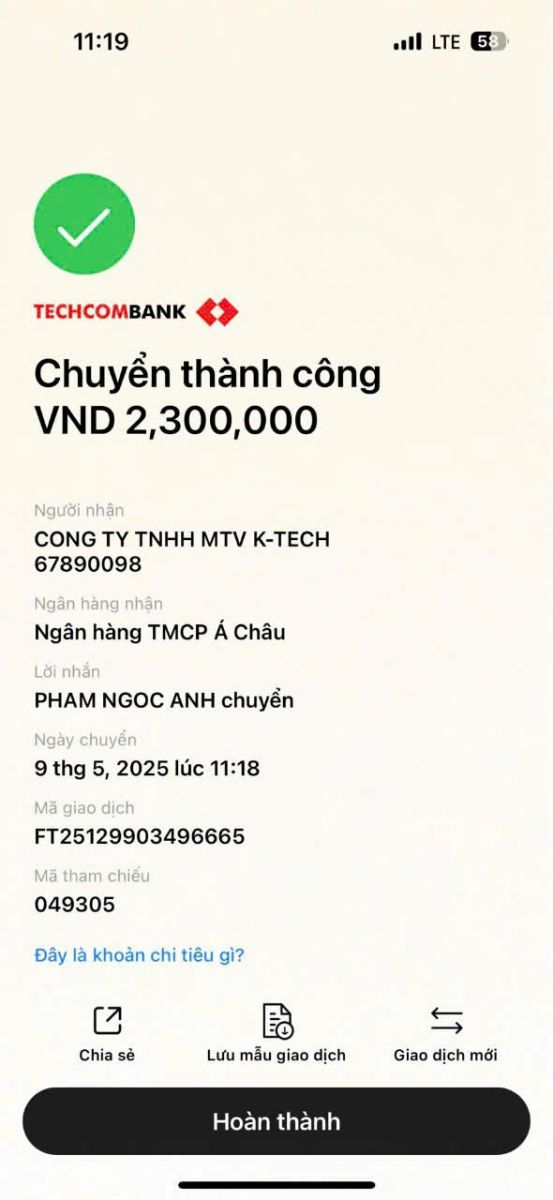 11:19
LTE 58
TECHCOMBANK
Chuyển thành công
VND 2,300,000
Người nhận
CONG TY TNHH MTV K-TECH
67890098
Ngân hàng nhận
Ngân hàng TMCP Á Châu
Lời nhắn
PHAM NGOC ANH chuyển
Ngày chuyển
9 thg 5, 2025 lúc 11:18
Mã giao dịch
FT25129903496665
Mã tham chiếu
049305
Đây là khoản chi tiêu gì?
Chia sẻ
Lưu mẫu giao dịch
Giao dịch mới
Hoàn thành